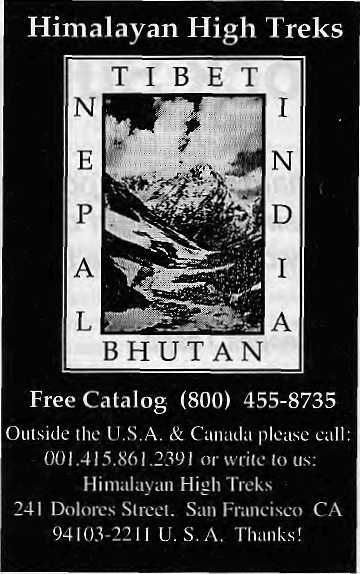 Himalayan High Treks
TIBET
NEPAL
INDIA
BHUTAN
Free Catalog (800) 455-8735
Outside the U.S.A. & Canada please call:
001.415.861.2391 or write to us:
Himalayan High Treks
241 Dolores Street. San Francisco CA
94103-2211 U. S. A. Thanks!